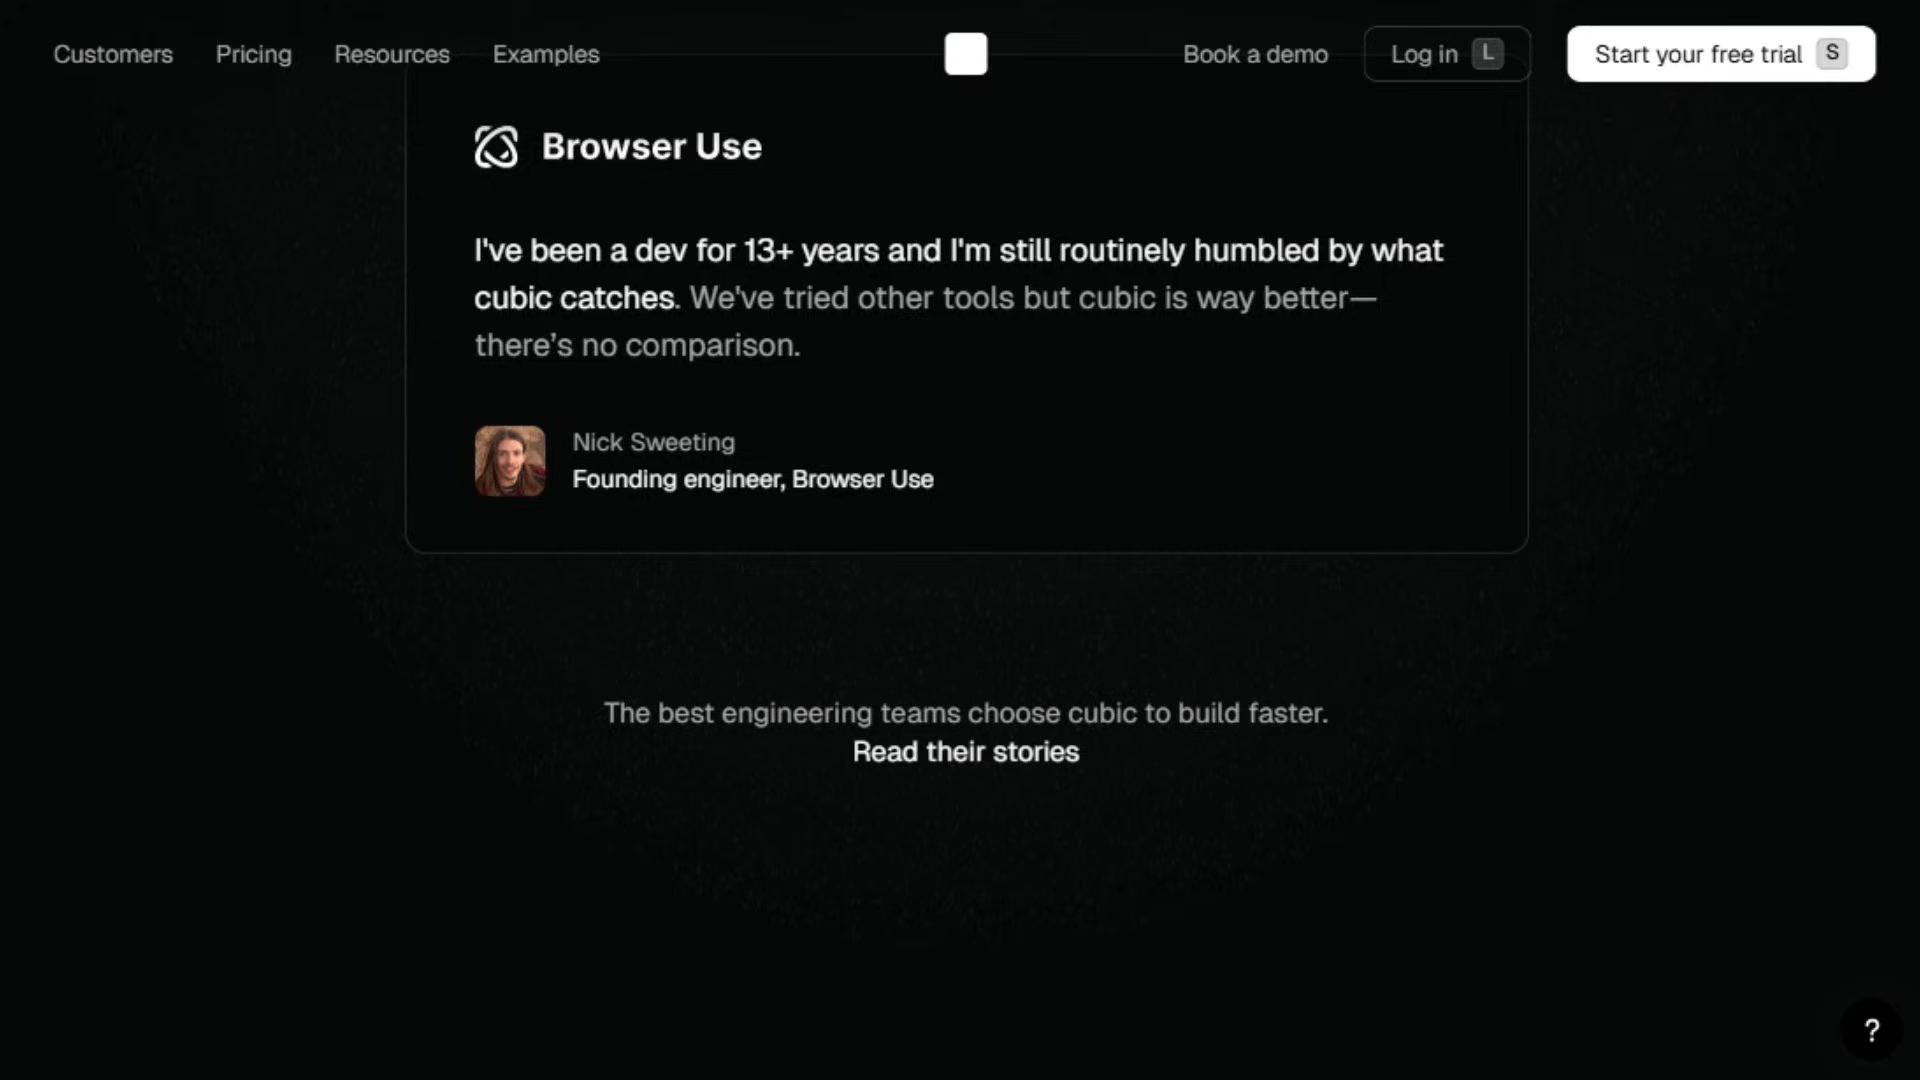 Customers Pricing Resources Examples Book a demo Log in L Start your free trial S
Browser Use
I've been a dev for 13+ years and I'm still routinely humbled by what
cubic catches. We've tried other tools but cubic is way better—
there’s no comparison.
Nick Sweeting
Founding engineer, Browser Use
The best engineering teams choose cubic to build faster.
Read their stories
?